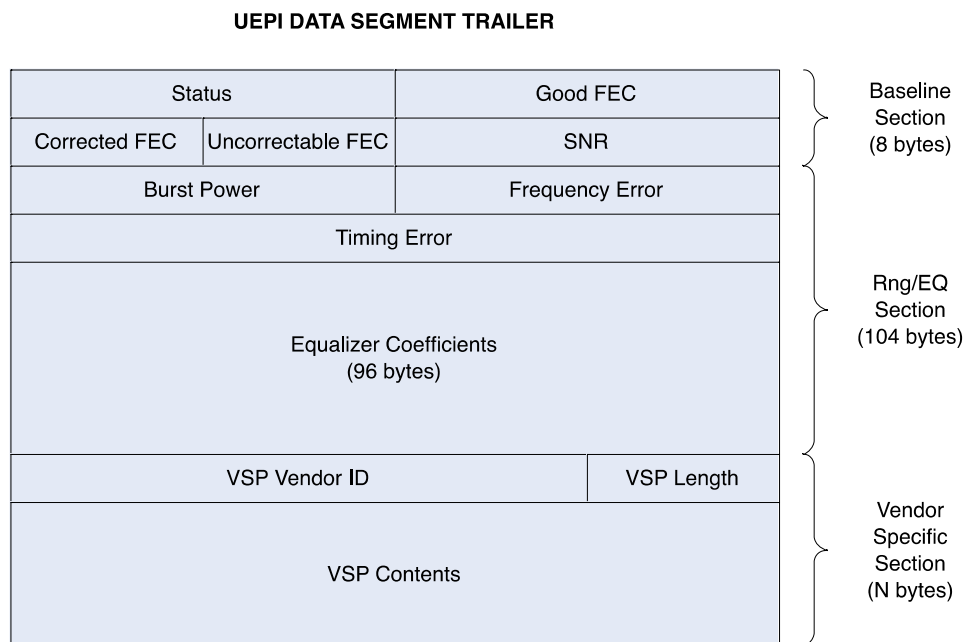 UEPI DATA SEGMENT TRAILER
Status
Good FEC
Corrected FEC
Uncorrectable FEC
SNR
Baseline
Section
(8 bytes)
Burst Power
Frequency Error
Timing Error
Equalizer Coefficients
(96 bytes)
Rng/EQ
Section
(104 bytes)
VSP Vendor ID
VSP Length
VSP Contents
Vendor
Specific
Section
(N bytes)